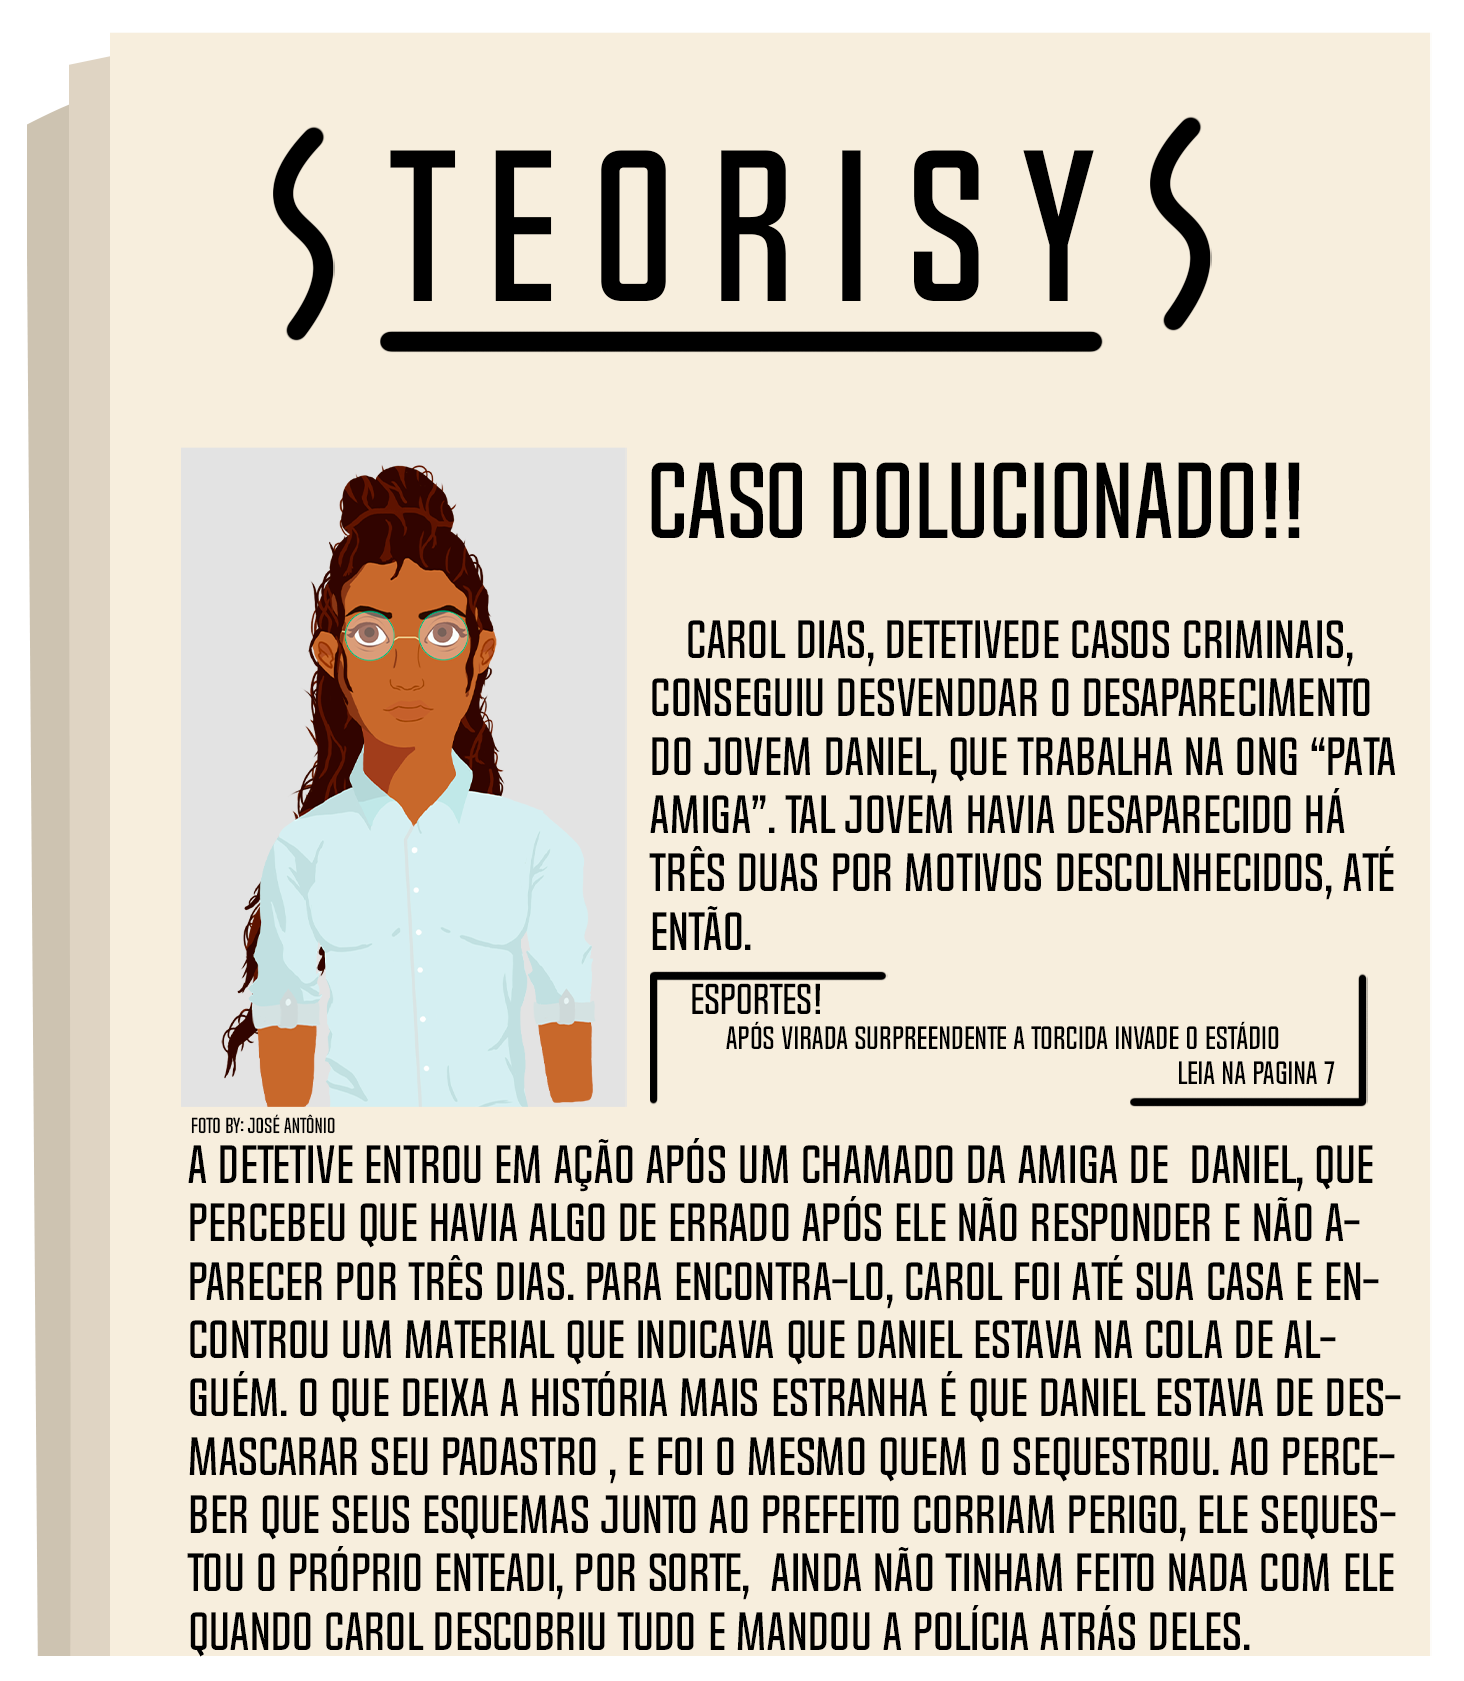 STEORISYS
CASO DOLUCIONADO!!
CAROL DIAS, DETETIVEDE CASOS CRIMINAIS,
CONSEGUIU DESVENDDAR O DESAPARECIMENTO
DO JOVEM DANIEL, QUE TRABALHA NA ONG “PATA
AMIGA”. TAL JOVEM HAVIA DESAPARECIDO HÁ
TRÊS DUAS POR MOTIVOS DESCOLNHECIDOS, ATÉ
ENTÃO.
ESPORTES!
APÓS VIRADA SURPREENDENTE A TORCIDA INVADE O ESTÁDIO
LEIA NA PAGINA 7
FOTO BY: JOSÉ ANTÔNIO
A DETETIVE ENTROU EM AÇÃO APÓS UM CHAMADO DA AMIGA DE DANIEL, QUE
PERCEBEU QUE HAVIA ALGO DE ERRADO APÓS ELE NÃO RESPONDER E NÃO A-
PARECER POR TRÊS DIAS. PARA ENCONTRA-LO, CAROL FOI ATÉ SUA CASA E EN-
CONTROU UM MATERIAL QUE INDICAVA QUE DANIEL ESTAVA NA COLA DE AL-
GUÉM. O QUE DEIXA A HISTÓRIA MAIS ESTRANHA É QUE DANIEL ESTAVA DE DES-
MASCARAR SEU PADASTRO , E FOI O MESMO QUEM O SEQUESTROU. AO PERCE-
BER QUE SEUS ESQUEMAS JUNTO AO PREFEITO CORRIAM PERIGO, ELE SEQUES-
TOU O PRÓPRIO ENTEADI, POR SORTE, AINDA NÃO TINHAM FEITO NADA COM ELE
QUANDO CAROL DESCOBRIU TUDO E MANDOU A POLÍCIA ATRÁS DELES.